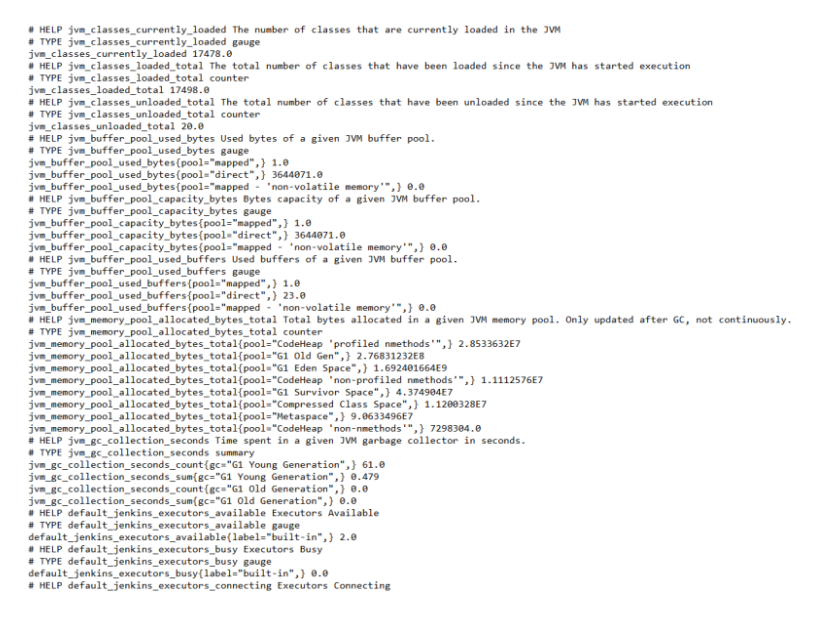 # HELP jvm_classes_currently_loaded The number of classes that are currently loaded in the JVM
# TYPE jvm_classes_currently_loaded gauge
jvm_classes_currently_loaded 17478.0
# HELP jvm_classes_loaded_total The total number of classes that have been loaded since the JVM has started execution
# TYPE jvm_classes_loaded_total counter
jvm_classes_loaded_total 17498.0
# HELP jvm_classes_unloaded_total The total number of classes that have been unloaded since the JVM has started execution
# TYPE jvm_classes_unloaded_total counter
jvm_classes_unloaded_total 20.0
# HELP jvm_buffer_pool_used_bytes Used bytes of a given JVM buffer pool.
# TYPE jvm_buffer_pool_used_bytes gauge
jvm_buffer_pool_used_bytes{pool="mapped",} 1.0
jvm_buffer_pool_used_bytes{pool="direct",} 3644071.0
jvm_buffer_pool_used_bytes{pool="mapped - 'non-volatile memory'",} 0.0
# HELP jvm_buffer_pool_capacity_bytes Bytes capacity of a given JVM buffer pool.
# TYPE jvm_buffer_pool_capacity_bytes gauge
jvm_buffer_pool_capacity_bytes{pool="mapped",} 1.0
jvm_buffer_pool_capacity_bytes{pool="direct",} 3644071.0
jvm_buffer_pool_capacity_bytes{pool="mapped - 'non-volatile memory'",} 0.0
# HELP jvm_buffer_pool_used_buffers Used buffers of a given JVM buffer pool.
# TYPE jvm_buffer_pool_used_buffers gauge
jvm_buffer_pool_used_buffers{pool="mapped",} 1.0
jvm_buffer_pool_used_buffers{pool="direct",} 23.0
jvm_buffer_pool_used_buffers{pool="mapped - 'non-volatile memory'",} 0.0
# HELP jvm_memory_pool_allocated_bytes_total Total bytes allocated in a given JVM memory pool. Only updated after GC, not continuously.
# TYPE jvm_memory_pool_allocated_bytes_total counter
jvm_memory_pool_allocated_bytes_total{pool="CodeHeap 'profiled nmethods'",} 2.8533632E7
jvm_memory_pool_allocated_bytes_total{pool="G1 Old Gen",} 2.76831232E8
jvm_memory_pool_allocated_bytes_total{pool="G1 Eden Space",} 1.692401664E9
jvm_memory_pool_allocated_bytes_total{pool="CodeHeap 'non-profiled nmethods'",} 1.1112576E7
jvm_memory_pool_allocated_bytes_total{pool="G1 Survivor Space",} 4.374904E7
jvm_memory_pool_allocated_bytes_total{pool="Compressed Class Space",} 1.1200328E7
jvm_memory_pool_allocated_bytes_total{pool="Metaspace",} 9.0633496E7
jvm_memory_pool_allocated_bytes_total{pool="CodeHeap 'non-nmethods'",} 7298304.0
# HELP jvm_gc_collection_seconds Time spent in a given JVM garbage collector in seconds.
# TYPE jvm_gc_collection_seconds summary
jvm_gc_collection_seconds_count{gc="G1 Young Generation",} 61.0
jvm_gc_collection_seconds_sum{gc="G1 Young Generation",} 0.479
jvm_gc_collection_seconds_count{gc="G1 Old Generation",} 0.0
jvm_gc_collection_seconds_sum{gc="G1 Old Generation",} 0.0
# HELP default_jenkins_executors_available Executors Available
# TYPE default_jenkins_executors_available gauge
default_jenkins_executors_available{label="built-in",} 2.0
# HELP default_jenkins_executors_busy Executors Busy
# TYPE default_jenkins_executors_busy gauge
default_jenkins_executors_busy{label="built-in",} 0.0
# HELP default_jenkins_executors_connecting Executors Connecting